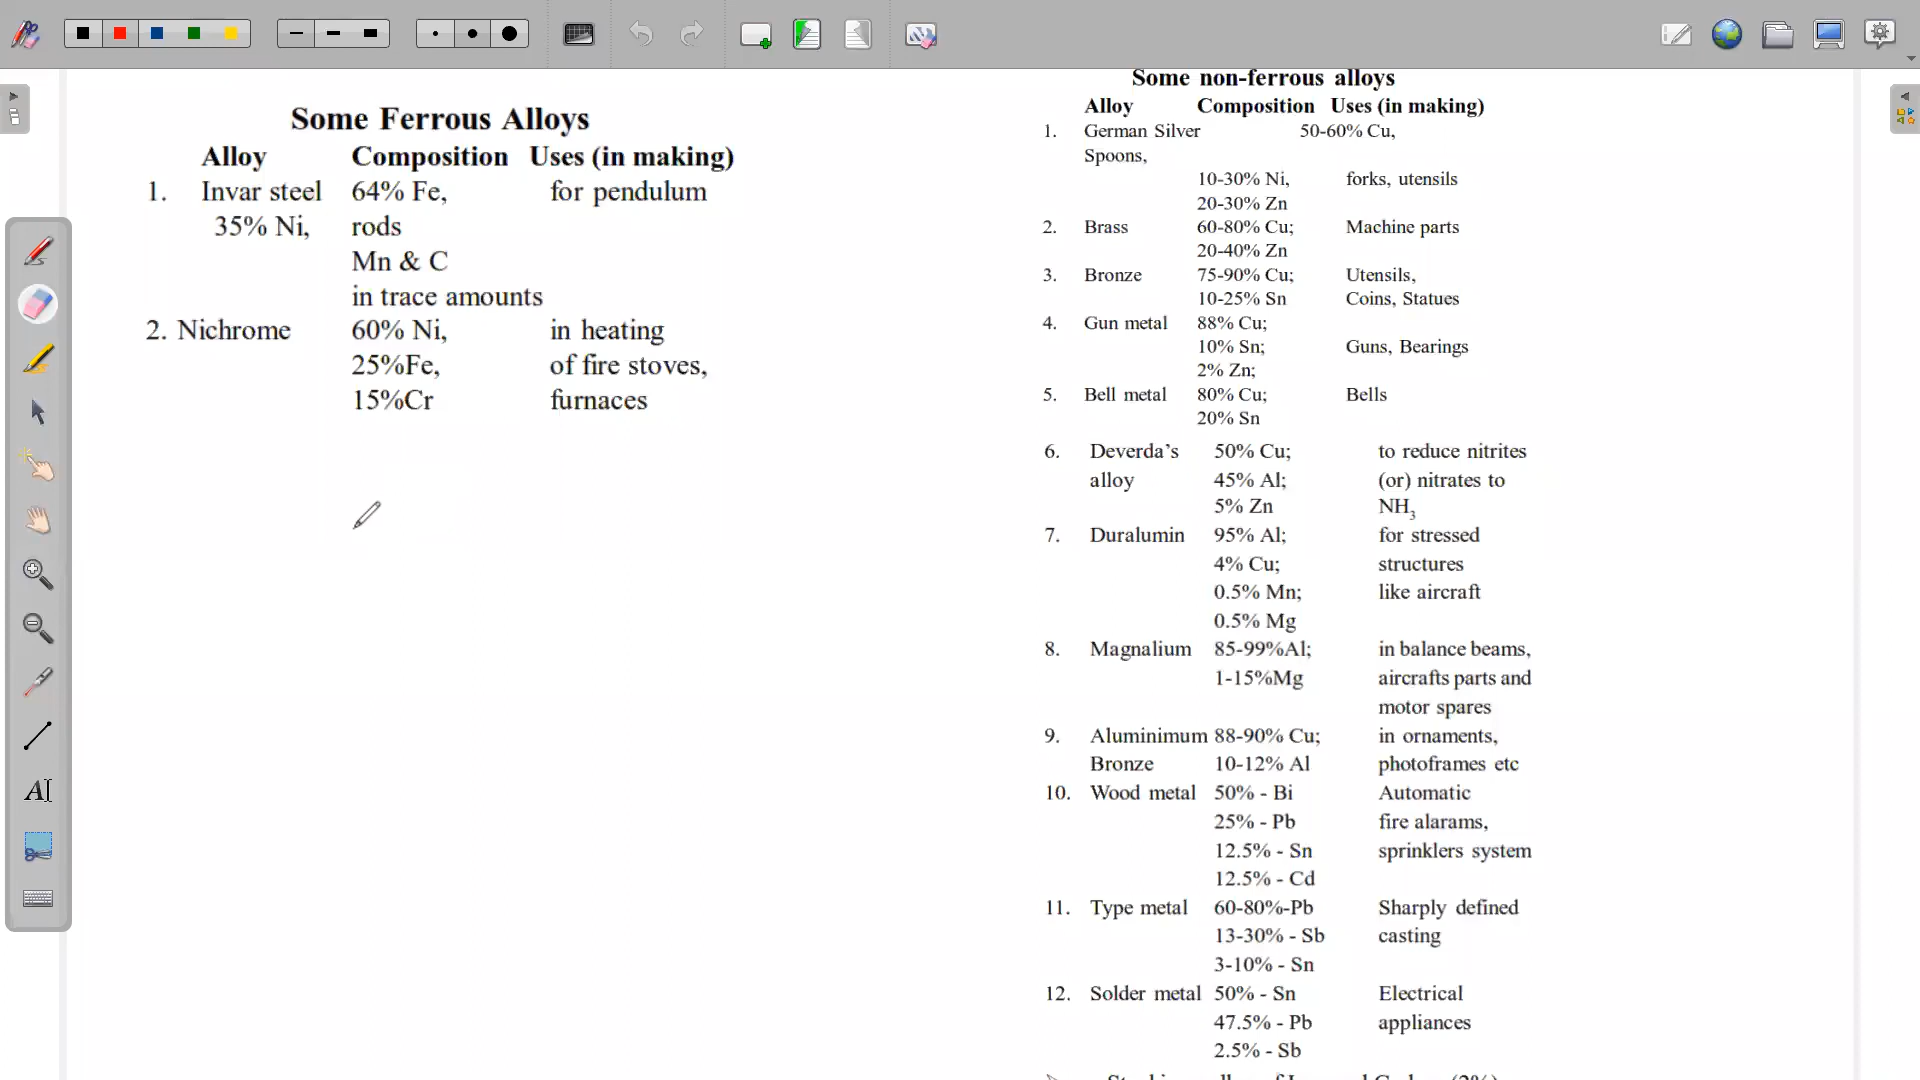 Some Ferrous Alloys
Alloy Composition Uses (in making)
1. Invar steel 64% Fe, for pendulum
35% Ni, rods
Mn & C
in trace amounts
2. Nichrome 60% Ni, in heating
25%Fe, of fire stoves,
15%Cr furnaces
Some non-ferrous alloys
Alloy Composition Uses (in making)
1. German Silver 50-60% Cu,
Spoons,
10-30% Ni, forks, utensils
20-30% Zn
2. Brass 60-80% Cu; Machine parts
20-40% Zn
3. Bronze 75-90% Cu; Utensils,
10-25% Sn Coins, Statues
4. Gun metal 88% Cu;
10% Sn; Guns, Bearings
2% Zn;
5. Bell metal 80% Cu; Bells
20% Sn
6. Deverda’s 50% Cu; to reduce nitrites
alloy 45% Al; (or) nitrates to
5% Zn NH3
7. Duralumin 95% Al; for stressed
4% Cu; structures
0.5% Mn; like aircraft
0.5% Mg
8. Magnalium 85-99%Al; in balance beams,
1-15%Mg aircrafts parts and
motor spares
9. Aluminimum 88-90% Cu; in ornaments,
Bronze 10-12% Al photoframes etc
10. Wood metal 50% - Bi Automatic
25% - Pb fire alarams,
12.5% - Sn sprinklers system
12.5% - Cd
11. Type metal 60-80%-Pb Sharply defined
13-30% - Sb casting
3-10% - Sn
12. Solder metal 50% - Sn Electrical
47.5% - Pb appliances
2.5% - Sb